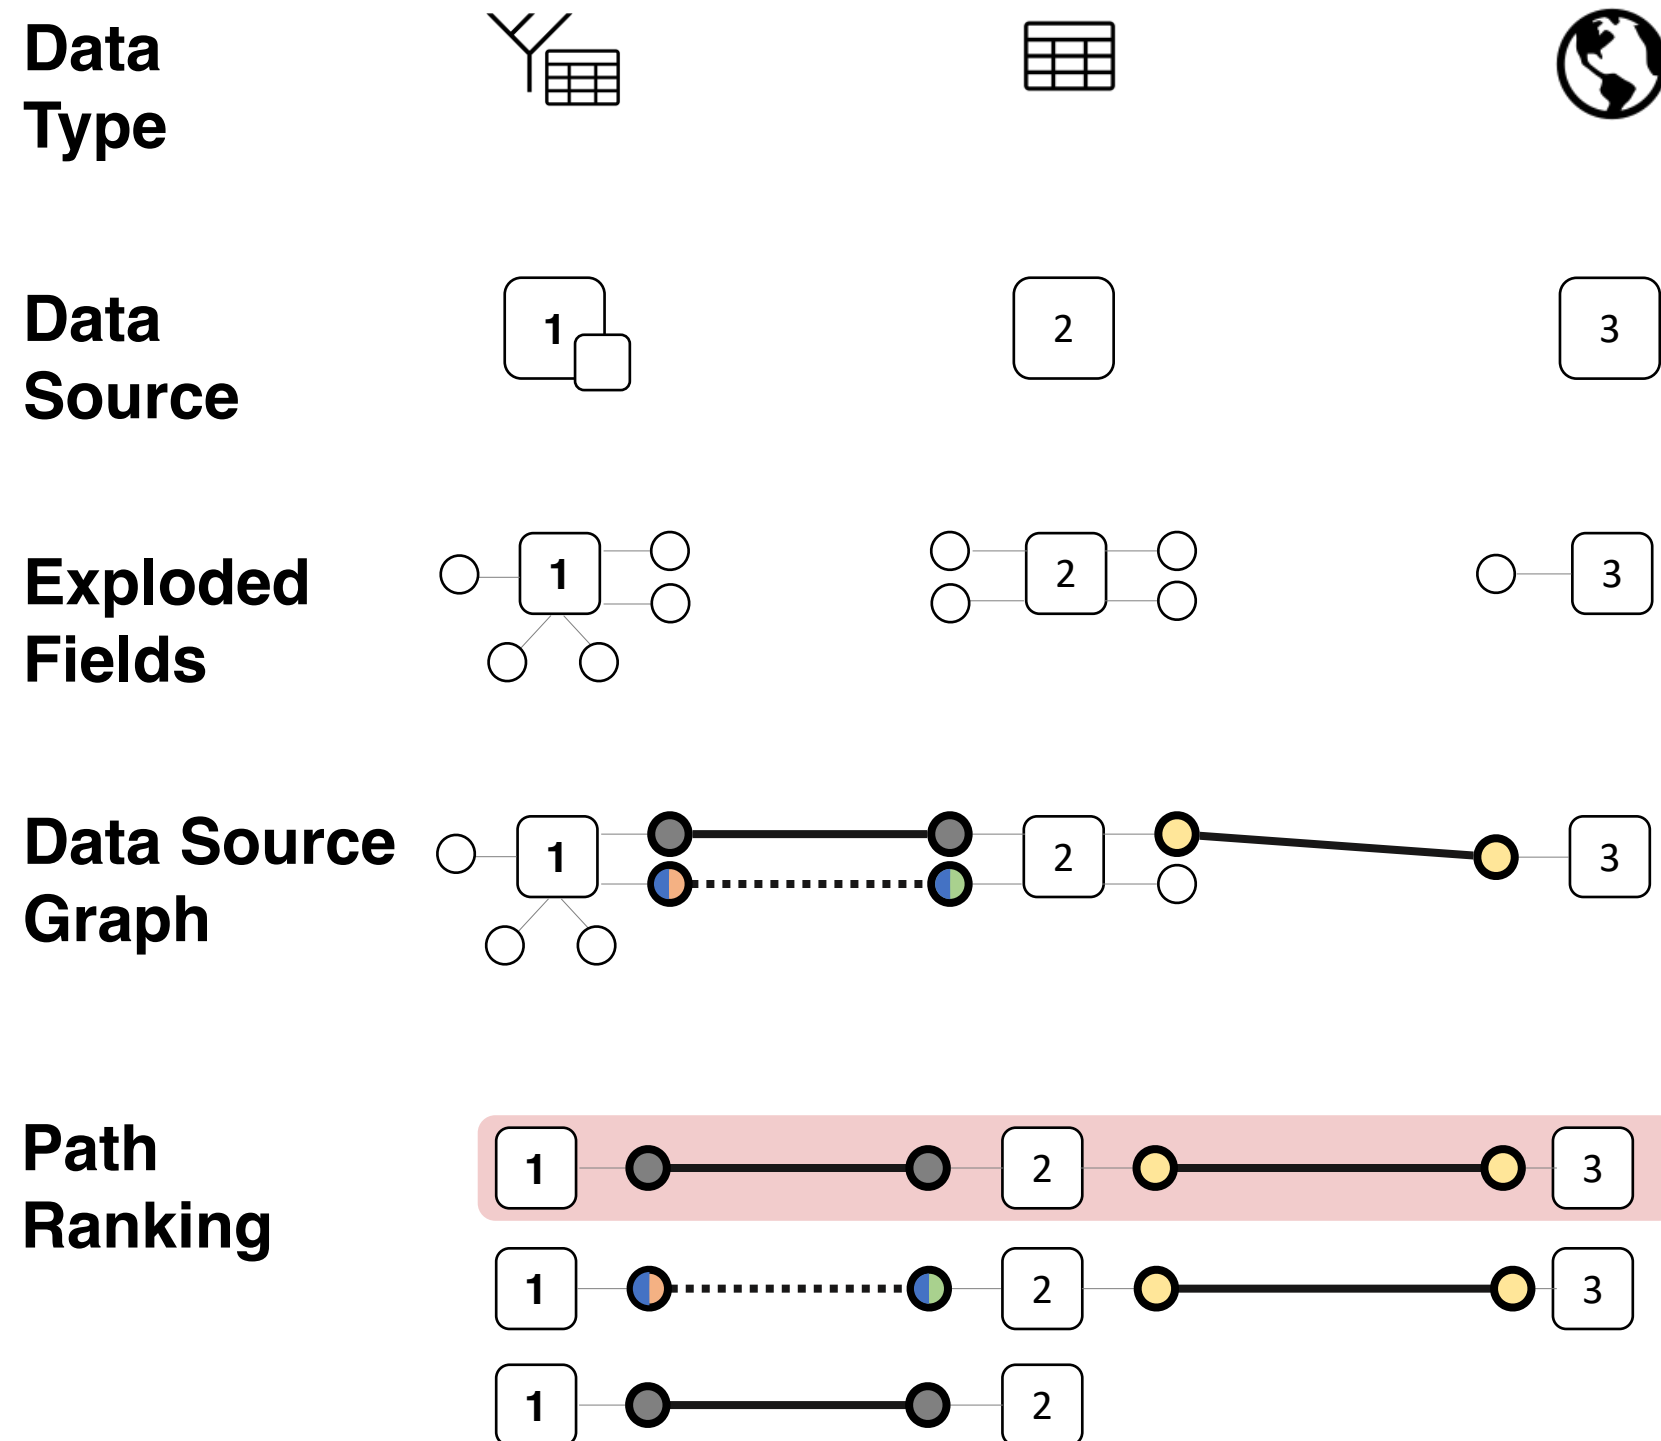 Data
Type
Data
Source
1
2
3
Exploded
Fields
1
2
3
Data Source
Graph
1
2
3
Path
Ranking
1
2
3
1
2
3
1
2